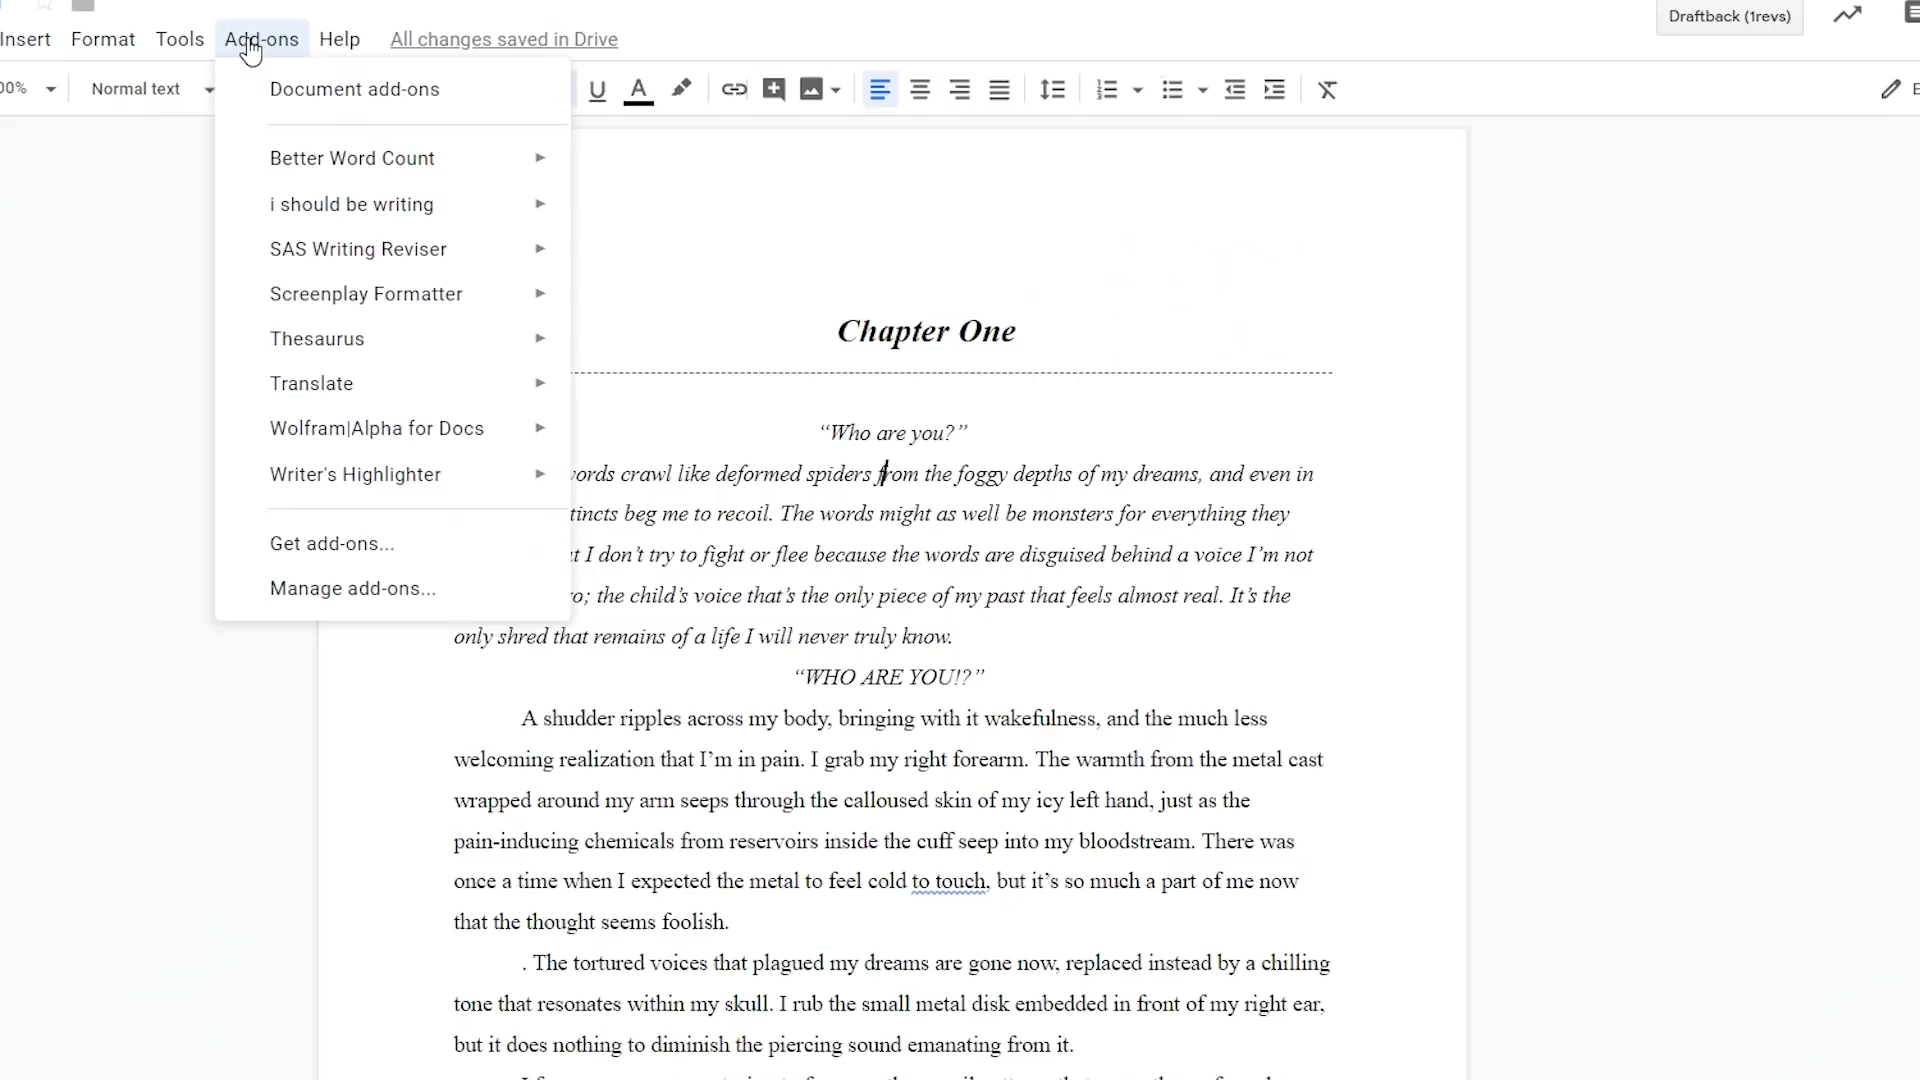 Draftback (1revs)
Insert Format Tools Add-ons Help All changes saved in Drive
Normal text
Document add-ons
Better Word Count
i should be writing
SAS Writing Reviser
Screenplay Formatter
Thesaurus
Translate
Wolfram|Alpha for Docs
Writer's Highlighter
Get add-ons...
Manage add-ons...
Chapter One
“Who are you?”
crawl like deformed spiders from the foggy depths of my dreams, and even in
beg me to recoil. The words might as well be monsters for everything they
I don’t try to fight or flee because the words are disguised behind a voice I’m not
the child’s voice that’s the only piece of my past that feels almost real. It’s the
only shred that remains of a life I will never truly know.
“WHO ARE YOU!?”
A shudder ripples across my body, bringing with it wakefulness, and the much less
welcoming realization that I’m in pain. I grab my right forearm. The warmth from the metal cast
wrapped around my arm seeps through the calloused skin of my icy left hand, just as the
pain-inducing chemicals from reservoirs inside the cuff seep into my bloodstream. There was
once a time when I expected the metal to feel cold to touch, but it’s so much a part of me now
that the thought seems foolish.
. The tortured voices that plagued my dreams are gone now, replaced instead by a chilling
tone that resonates within my skull. I rub the small metal disk embedded in front of my right ear,
but it does nothing to diminish the piercing sound emanating from it.